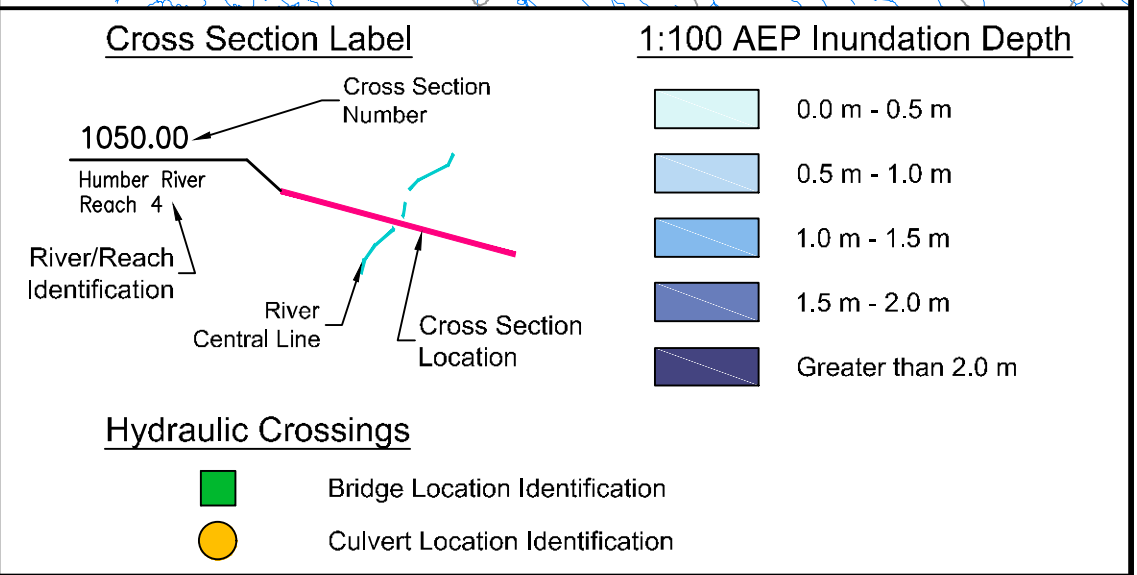 Cross Section Label
Cross Section
Number
1050.00
Humber River
Reach 4
River/Reach
Identification
River
Central Line
Cross Section
Location
1:100 AEP Inundation Depth
0.0 m - 0.5 m
0.5 m - 1.0 m
1.0 m - 1.5 m
1.5 m - 2.0 m
Greater than 2.0 m
Hydraulic Crossings
Bridge Location Identification
Culvert Location Identification